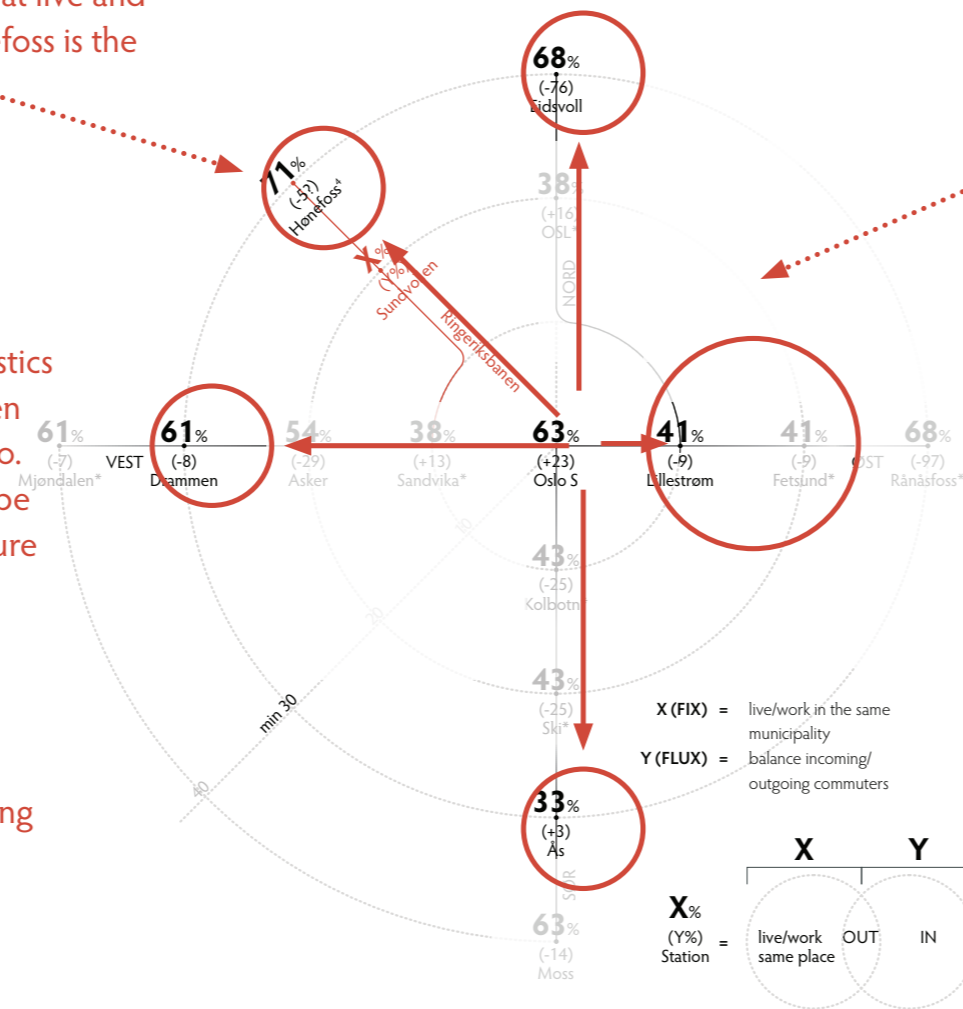 at live and
efoss is the
68%
(-76)
Eidsvoll
71%
(-5?)
Hønefoss*
38%
(+16)
OSL*
NORD
X%
(Y%)
Sundvollen
Ringeriksbanen
stics
en
o.
be
ure
61%
(-7)
Mjøndalen*
VEST
61%
(-8)
Drammen
54%
(-29)
Asker
38%
(+13)
Sandvika*
63%
(+23)
Oslo S
41%
(-9)
Lillestrøm
41%
(-9)
Fetsund*
ØST
68%
(-97)
Rånåsfoss*
10
20
min 30
40
43%
(-25)
Kolbotn*
43%
(-25)
Ski*
33%
(+3)
Ås
SØR
63%
(-14)
Moss
ng
X (FIX) = live/work in the same
municipality
Y (FLUX) = balance incoming/
outgoing commuters
X Y
X%
(Y%) =
Station
live/work OUT IN
same place